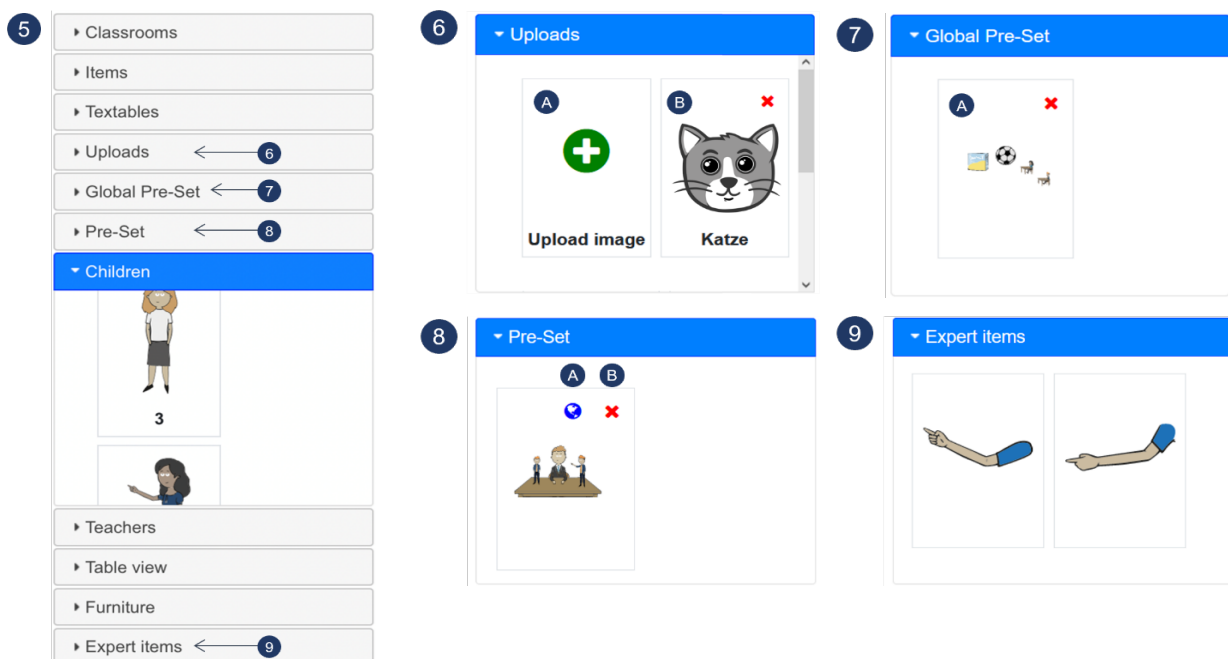 5
Classrooms
Items
Textables
Uploads 6
Global Pre-Set 7
Pre-Set 8
Children
3
Teachers
Table view
Furniture
Expert items 9
6
Uploads
A
B
Upload image
Katze
7
Global Pre-Set
A
8
Pre-Set
A B
9
Expert items